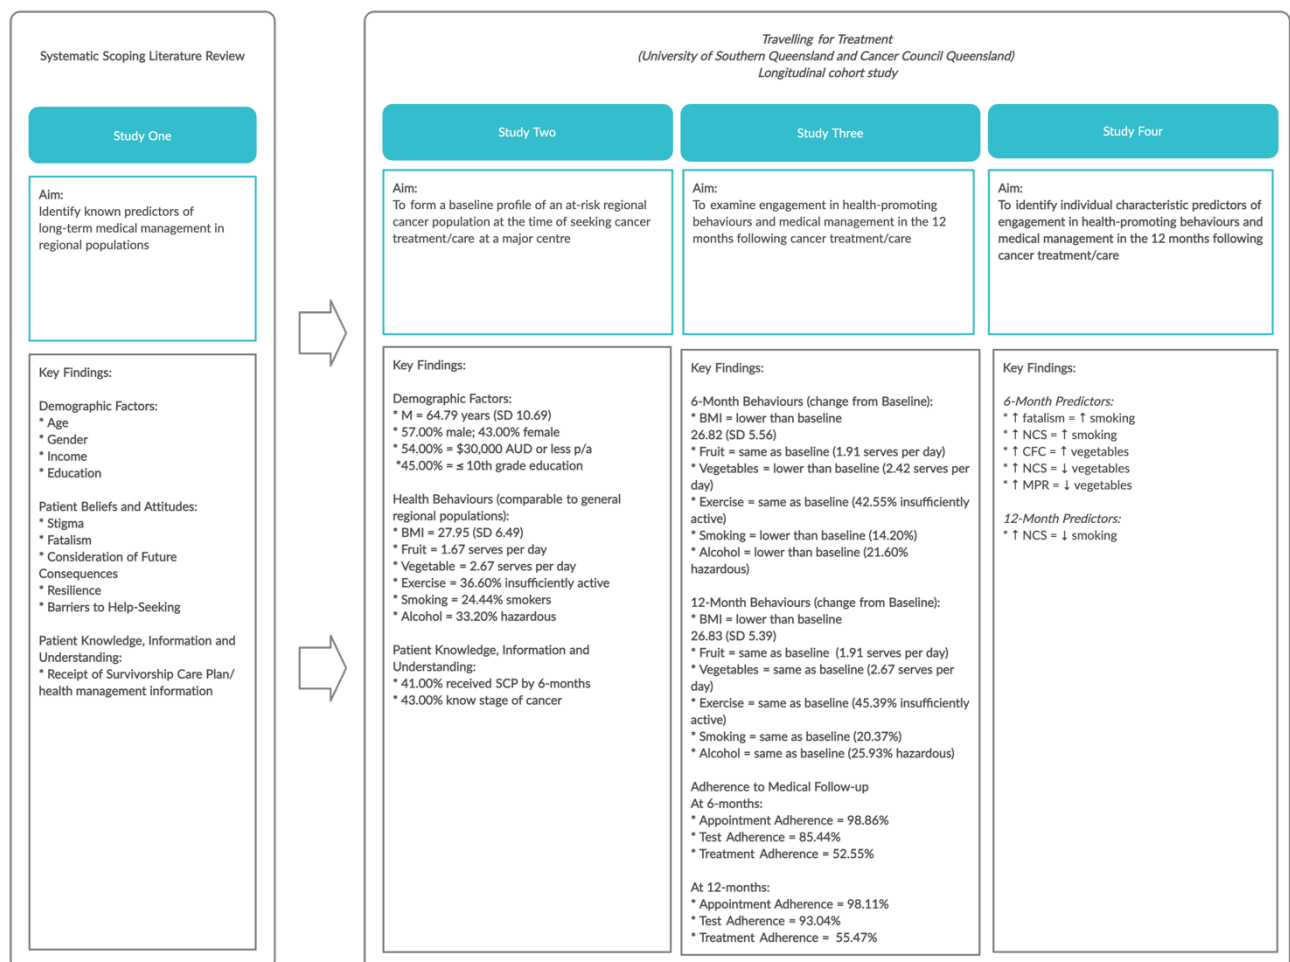 Systematic Scoping Literature Review
Study One
Aim:
Identify known predictors of
long-term medical management in
regional populations
Key Findings:
Demographic Factors:
* Age
* Gender
* Income
* Education
Patient Beliefs and Attitudes:
* Stigma
* Fatalism
* Consideration of Future
Consequences
* Resilience
* Barriers to Help-Seeking
Patient Knowledge, Information and
Understanding:
* Receipt of Survivorship Care Plan/
health management information
Travelling for Treatment
(University of Southern Queensland and Cancer Council Queensland)
Longitudinal cohort study
Study Two
Aim:
To form a baseline profile of an at-risk regional
cancer population at the time of seeking cancer
treatment/care at a major centre
Key Findings:
Demographic Factors:
* M = 64.79 years (SD 10.69)
* 57.00% male; 43.00% female
* 54.00% = $30,000 AUD or less p/a
*45.00% = ≤ 10th grade education
Health Behaviours (comparable to general
regional populations):
* BMI = 27.95 (SD 6.49)
* Fruit = 1.67 serves per day
* Vegetable = 2.67 serves per day
* Exercise = 36.60% insufficiently active
* Smoking = 24.44% smokers
* Alcohol = 33.20% hazardous
Patient Knowledge, Information and
Understanding:
* 41.00% received SCP by 6-months
* 43.00% know stage of cancer
Study Three
Aim:
To examine engagement in health-promoting
behaviours and medical management in the 12
months following cancer treatment/care
Key Findings:
6-Month Behaviours (change from Baseline):
* BMI = lower than baseline
26.82 (SD 5.56)
* Fruit = same as baseline (1.91 serves per day)
* Vegetables = lower than baseline (2.42 serves per
day)
* Exercise = same as baseline (42.55% insufficiently
active)
* Smoking = lower than baseline (14.20%)
* Alcohol = lower than baseline (21.60%
hazardous)
12-Month Behaviours (change from Baseline):
* BMI = lower than baseline
26.83 (SD 5.39)
* Fruit = same as baseline (1.91 serves per day)
* Vegetables = same as baseline (2.67 serves per
day)
* Exercise = same as baseline (45.39% insufficiently
active)
* Smoking = same as baseline (20.37%)
* Alcohol = same as baseline (25.93% hazardous)
Adherence to Medical Follow-up
At 6-months:
* Appointment Adherence = 98.86%
* Test Adherence = 85.44%
* Treatment Adherence = 52.55%
At 12-months:
* Appointment Adherence = 98.11%
* Test Adherence = 93.04%
* Treatment Adherence = 55.47%
Study Four
Aim:
To identify individual characteristic predictors of
engagement in health-promoting behaviours and
medical management in the 12 months following
cancer treatment/care
Key Findings:
6-Month Predictors:
* ↑ fatalism = ↑ smoking
* ↑ NCS = ↑ smoking
* ↑ CFC = ↑ vegetables
* ↑ NCS = ↓ vegetables
* ↑ MPR = ↓ vegetables
12-Month Predictors:
* ↑ NCS = ↓ smoking